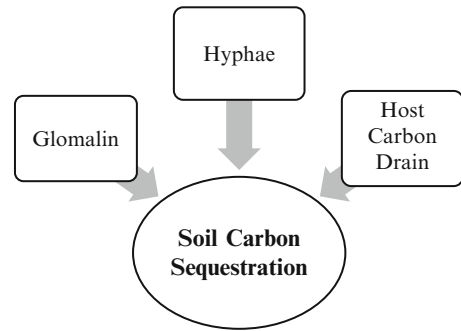 Hyphae
Glomalin
Host
Carbon
Drain
Soil Carbon
Sequestration